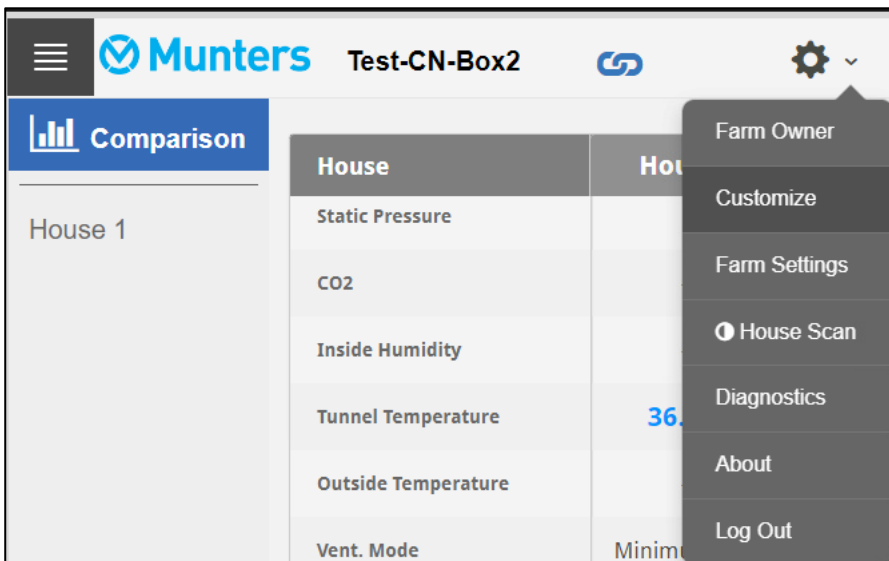 Munters Test-CN-Box2
Comparison
House 1
House
Static Pressure
CO2
Inside Humidity
Tunnel Temperature 36.
Outside Temperature
Vent. Mode
Farm Owner
Customize
Farm Settings
House Scan
Diagnostics
About
Log Out